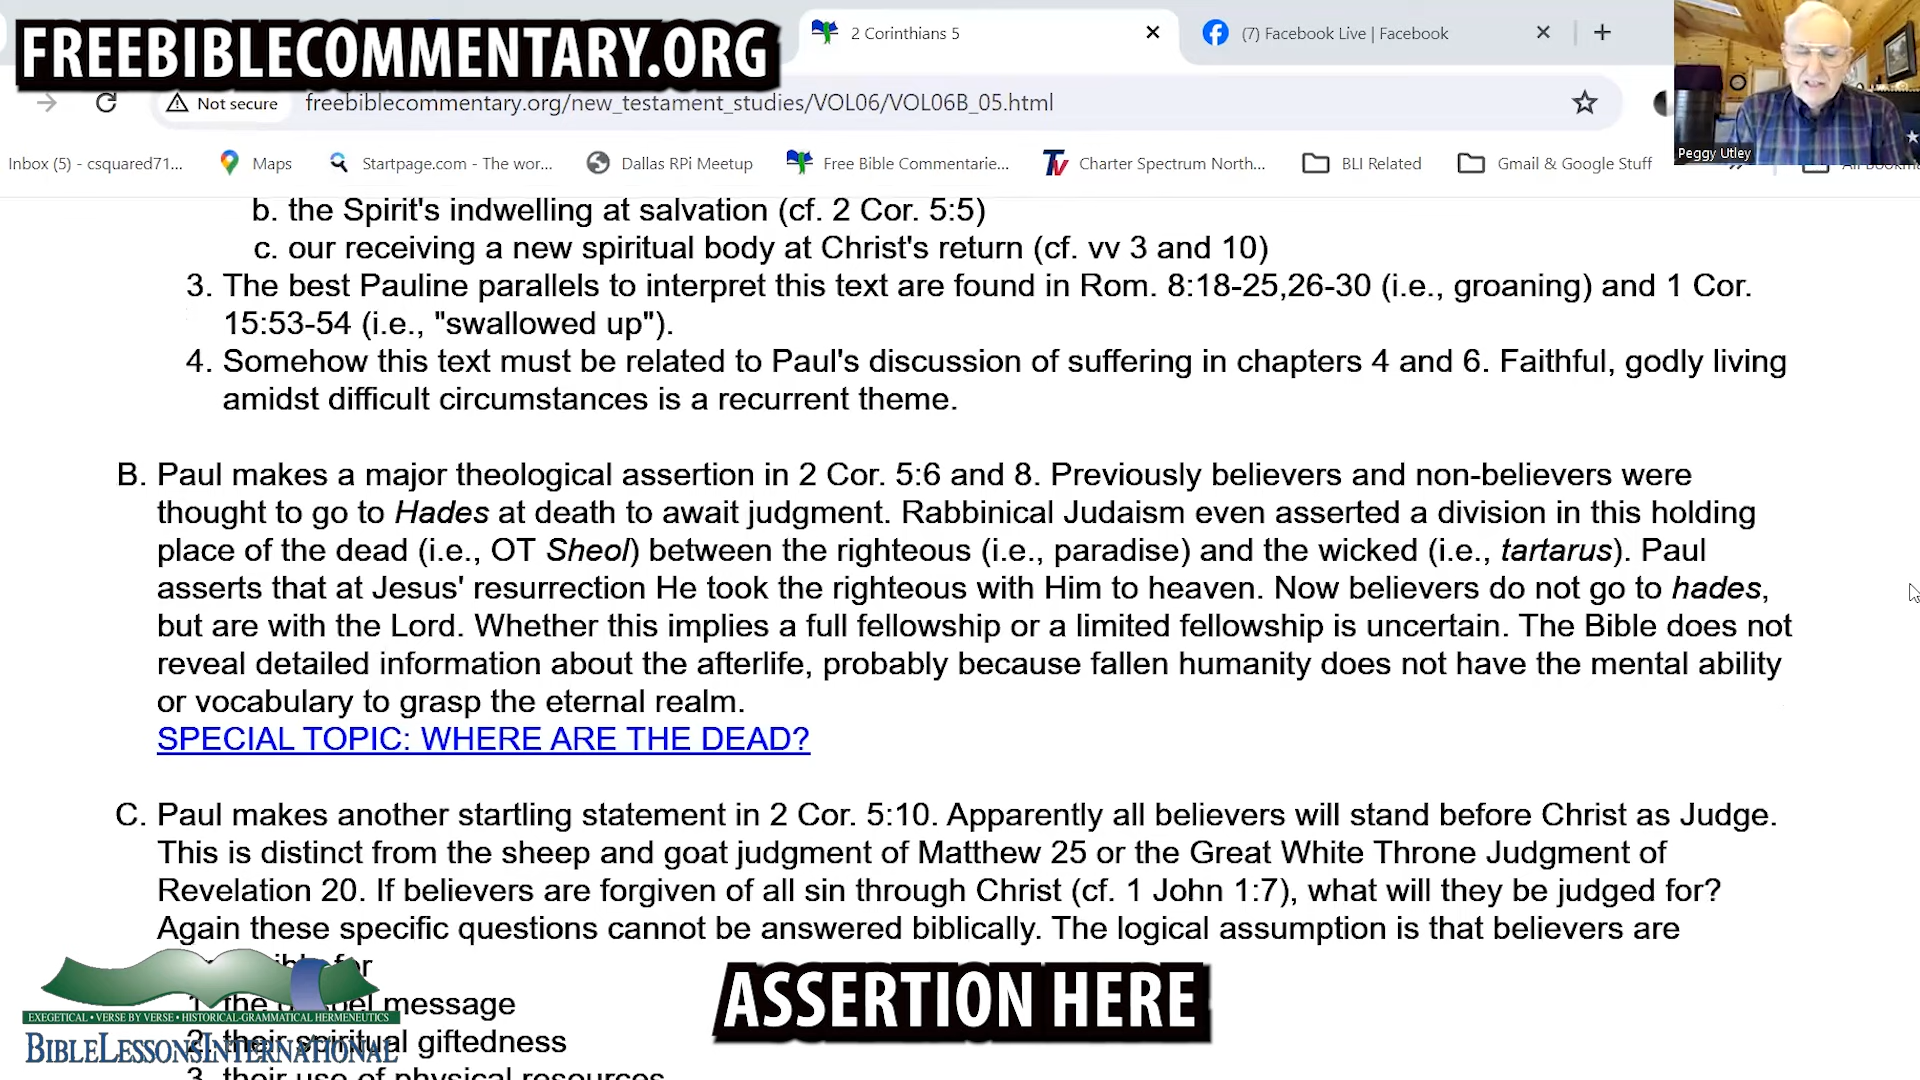 FREEBIBLECOMMENTARY.ORG
2 Corinthians 5
(7) Facebook Live | Facebook
Not secure
freebiblecommentary.org/new_testament_studies/VOL06/VOL06B_05.html
Inbox (5) - csquared71...
Maps
Startpage.com - The wor...
Dallas RPi Meetup
Free Bible Commentarie...
Charter Spectrum North...
BLI Related
Gmail & Google Stuff
Peggy Utley
b. the Spirit's indwelling at salvation (cf. 2 Cor. 5:5)
c. our receiving a new spiritual body at Christ's return (cf. vv 3 and 10)
3. The best Pauline parallels to interpret this text are found in Rom. 8:18-25,26-30 (i.e., groaning) and 1 Cor.
15:53-54 (i.e., "swallowed up").
4. Somehow this text must be related to Paul's discussion of suffering in chapters 4 and 6. Faithful, godly living
amidst difficult circumstances is a recurrent theme.
B. Paul makes a major theological assertion in 2 Cor. 5:6 and 8. Previously believers and non-believers were
thought to go to Hades at death to await judgment. Rabbinical Judaism even asserted a division in this holding
place of the dead (i.e., OT Sheol) between the righteous (i.e., paradise) and the wicked (i.e., tartarus). Paul
asserts that at Jesus' resurrection He took the righteous with Him to heaven. Now believers do not go to hades,
but are with the Lord. Whether this implies a full fellowship or a limited fellowship is uncertain. The Bible does not
reveal detailed information about the afterlife, probably because fallen humanity does not have the mental ability
or vocabulary to grasp the eternal realm.
SPECIAL TOPIC: WHERE ARE THE DEAD?
C. Paul makes another startling statement in 2 Cor. 5:10. Apparently all believers will stand before Christ as Judge.
This is distinct from the sheep and goat judgment of Matthew 25 or the Great White Throne Judgment of
Revelation 20. If believers are forgiven of all sin through Christ (cf. 1 John 1:7), what will they be judged for?
Again these specific questions cannot be answered biblically. The logical assumption is that believers are
for
1. the message
2. their spiritual giftedness
3. their use of physical resources
EXEGETICAL • VERSE BY VERSE • HISTORICAL-GRAMMATICAL HERMENEUTICS
BIBLELESSONSINTERNATIONAL
ASSERTION HERE